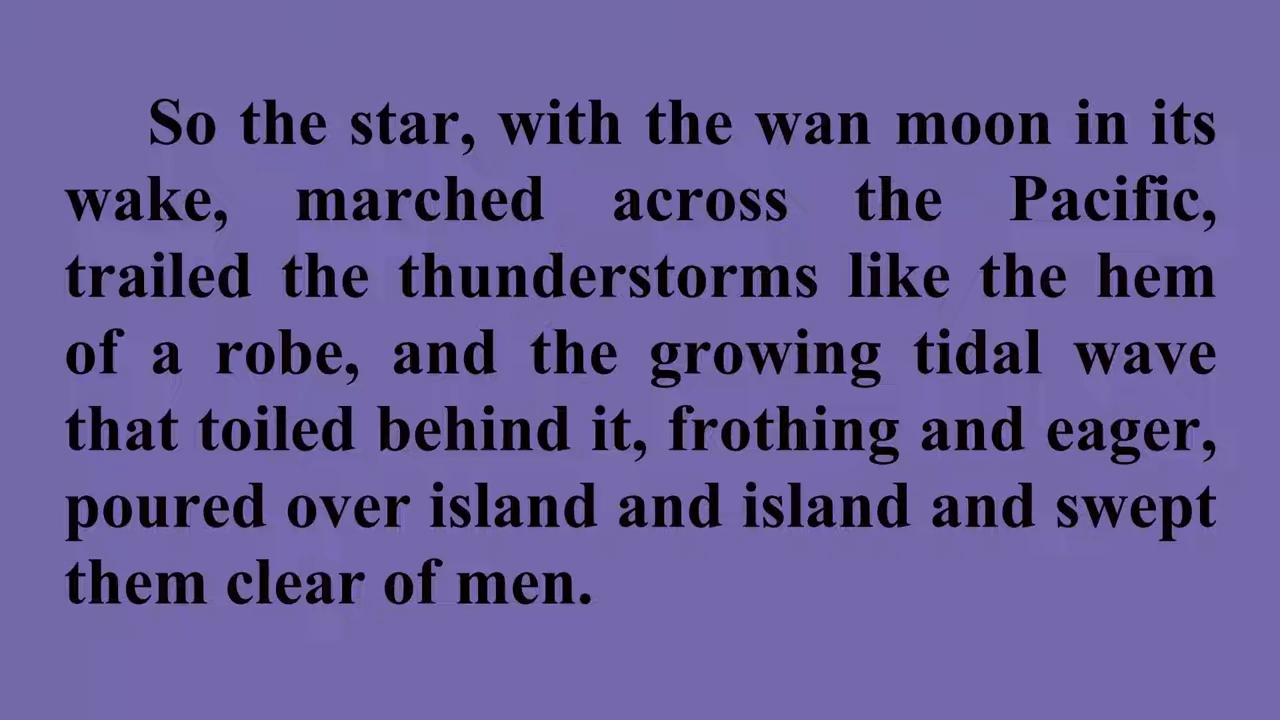 So the star, with the wan moon in its
wake, marched across the Pacific,
trailed the thunderstorms like the hem
of a robe, and the growing tidal wave
that toiled behind it, frothing and eager,
poured over island and island and swept
them clear of men.